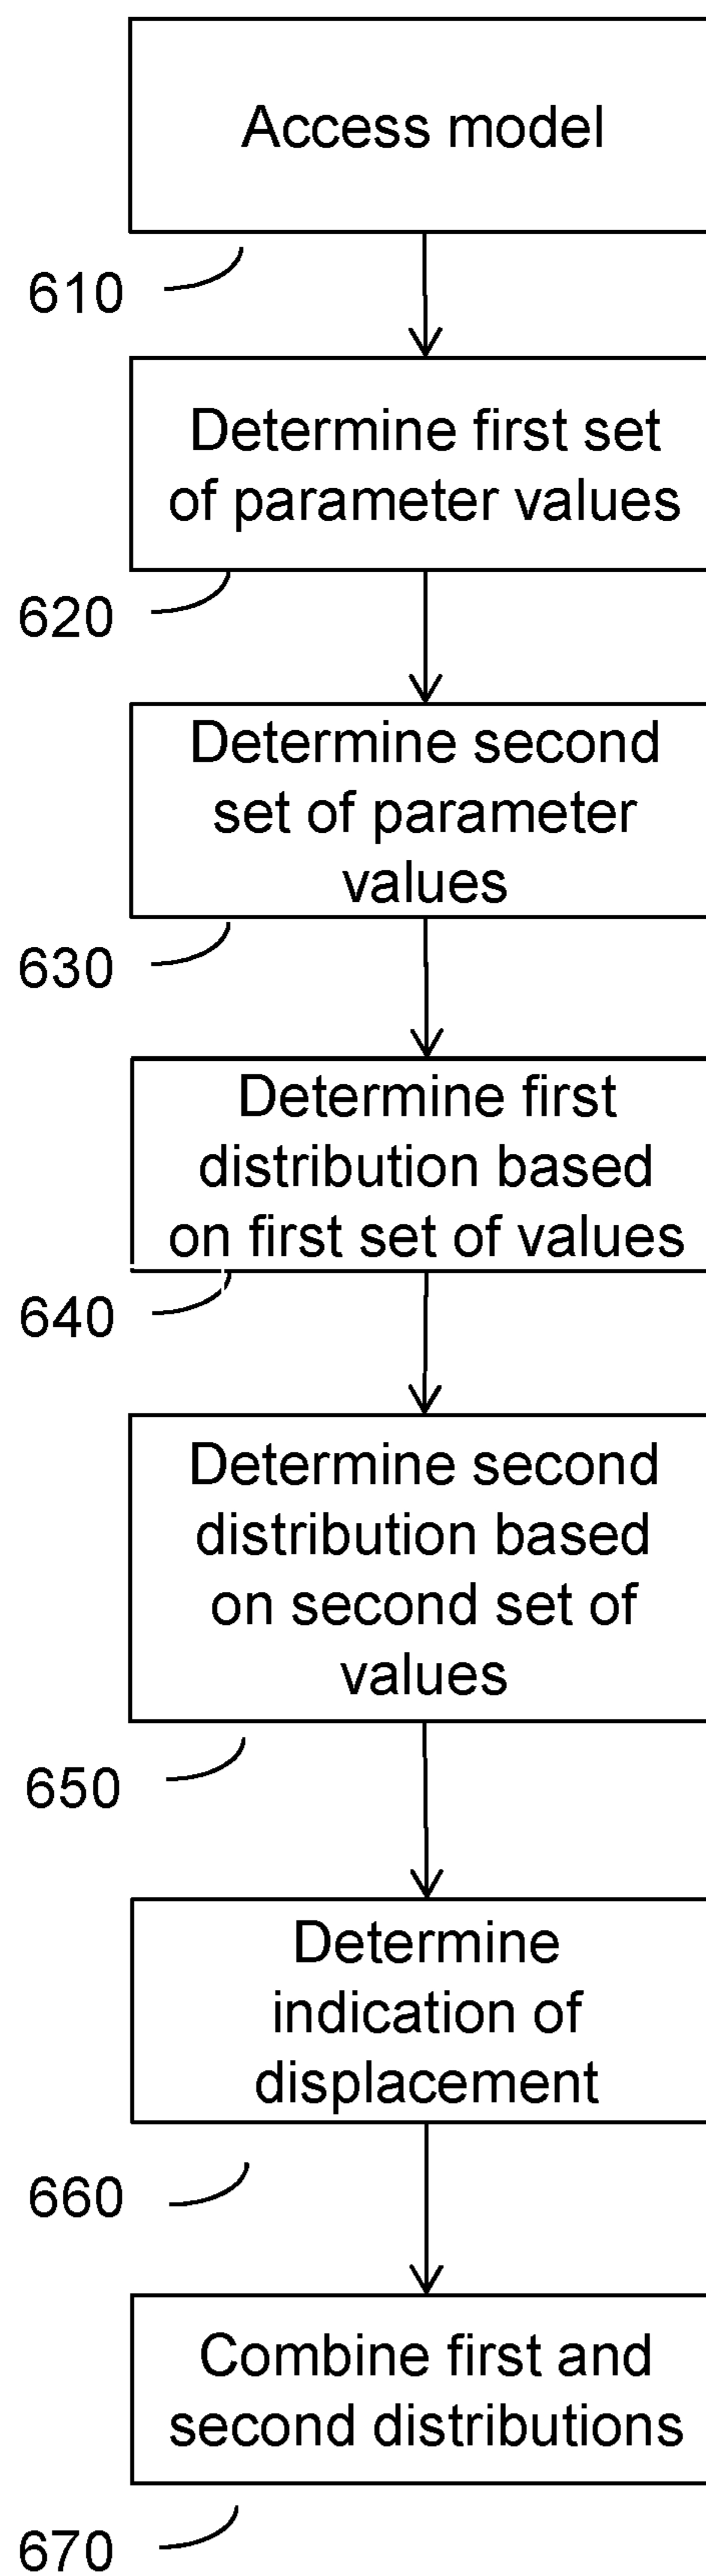 Access model
610
Determine first set
of parameter values
620
Determine second
set of parameter
values
630
Determine first
distribution based
on first set of values
640
Determine second
distribution based
on second set of
values
650
Determine
indication of
displacement
660
Combine first and
second distributions
670